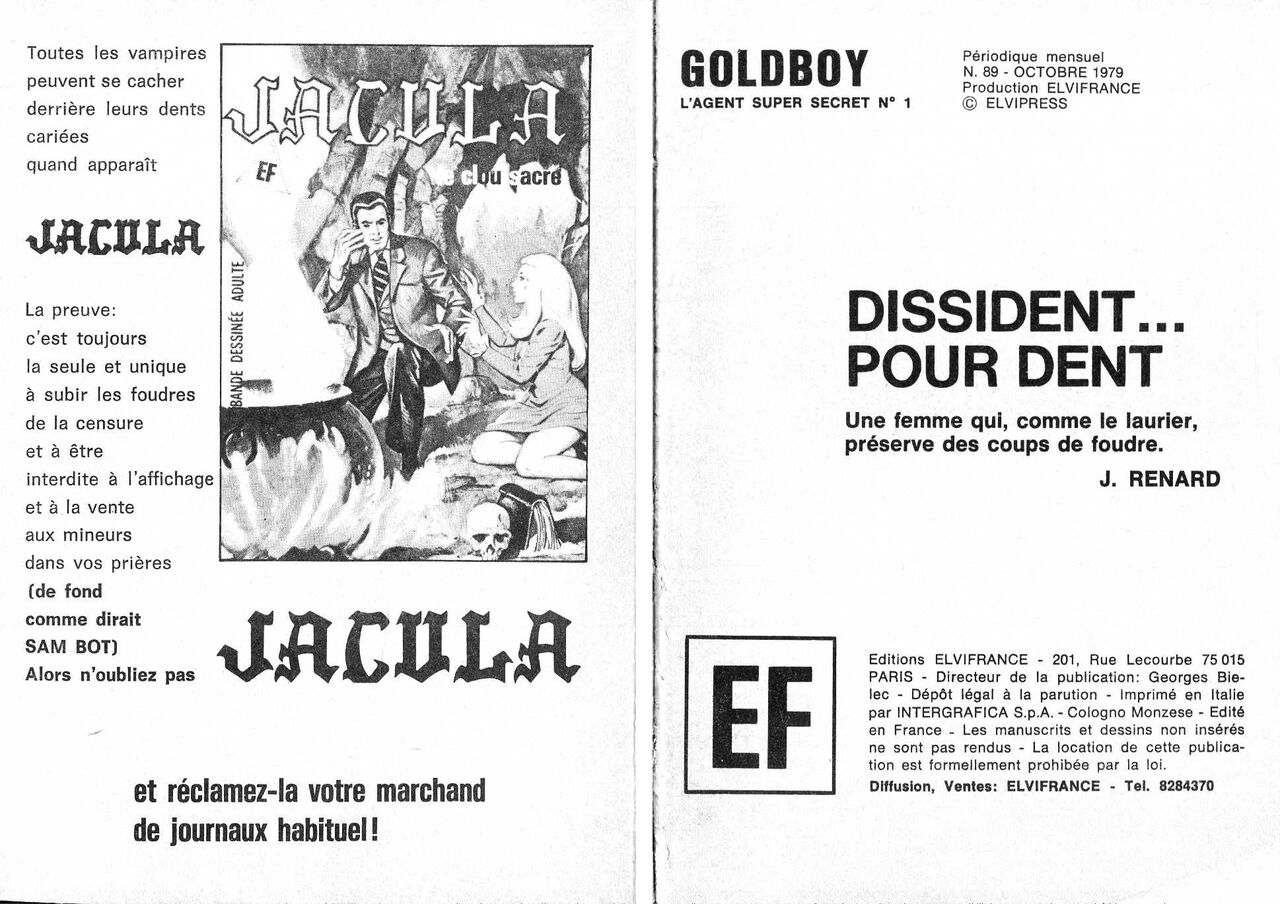 Toutes les vampires
peuvent se cacher
derrière leurs dents
cariées
quand apparaît
JACULA
La preuve:
c'est toujours
la seule et unique
à subir les foudres
de la censure
et à être
interdite à l'affichage
et à la vente
aux mineurs
dans vos prières
(de fond
comme dirait
SAM BOT)
Alors n'oubliez pas
JACULA
clou sacré
EF
BANDE DESSINÉE ADULTE
JACULA
et réclamez-la votre marchand
de journaux habituel!
GOLDBOY
L'AGENT SUPER SECRET N° 1
Périodique mensuel
N. 89 - OCTOBRE 1979
Production ELVIFRANCE
© ELVIPRESS
DISSIDENT...
POUR DENT
Une femme qui, comme le laurier,
préserve des coups de foudre.
J. RENARD
EF
Editions ELVIFRANCE - 201, Rue Lecourbe 75 015
PARIS - Directeur de la publication: Georges Bie-
lec - Dépôt légal à la parution - Imprimé en Italie
par INTERGRAFICA S.p.A. - Cologno Monzese - Edité
en France - Les manuscrits et dessins non insérés
ne sont pas rendus - La location de cette publica-
tion est formellement prohibée par la loi.
Diffusion, Ventes: ELVIFRANCE - Tel. 8284370